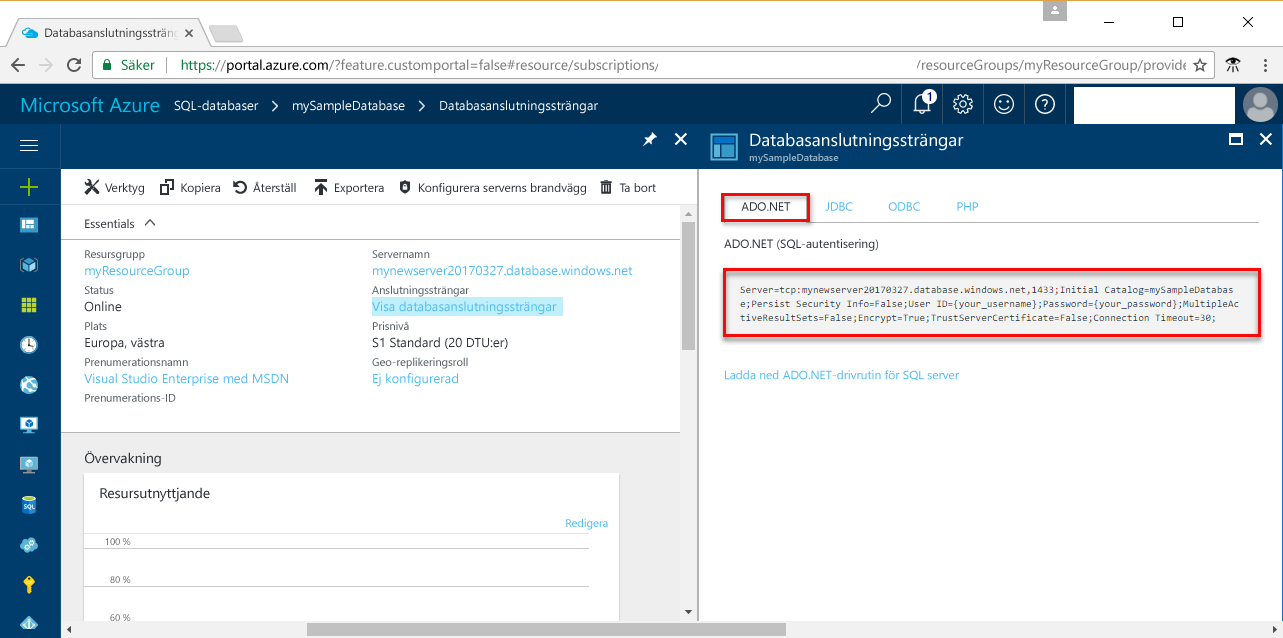 Databasanslutningssträng
Säker
https://portal.azure.com/?feature.customportal=false#resource/subscriptions/ /resourceGroups/myResourceGroup/provide
Microsoft Azure SQL-databaser mySampleDatabase Databasanslutningssträngar
1
Databasanslutningssträngar
mySampleDatabase
Verktyg Kopiera Återställ Exportera Konfigurera serverns brandvägg Ta bort
Essentials
Resursgrupp
myResourceGroup
Status
Online
Plats
Europa, västra
Prenumerationsnamn
Visual Studio Enterprise med MSDN
Prenumerations-ID
Servernamn
mynewserver20170327.database.windows.net
Anslutningssträngar
Visa databasanslutningssträngar
Prisnivå
S1 Standard (20 DTU:er)
Geo-replikeringsroll
Ej konfigurerad
Övervakning
Resursutnyttjande
Redigera
100 %
80 %
60 %
SQL
ADO.NET JDBC ODBC PHP
ADO.NET (SQL-autentisering)
Server=tcp:mynewserver20170327.database.windows.net,1433;Initial Catalog=mySampleDatabas
e;Persist Security Info=False;User ID={your_username};Password={your_password};MultipleAc
tiveResultSets=False;Encrypt=True;TrustServerCertificate=False;Connection Timeout=30;
Ladda ned ADO.NET-drivrutin för SQL server